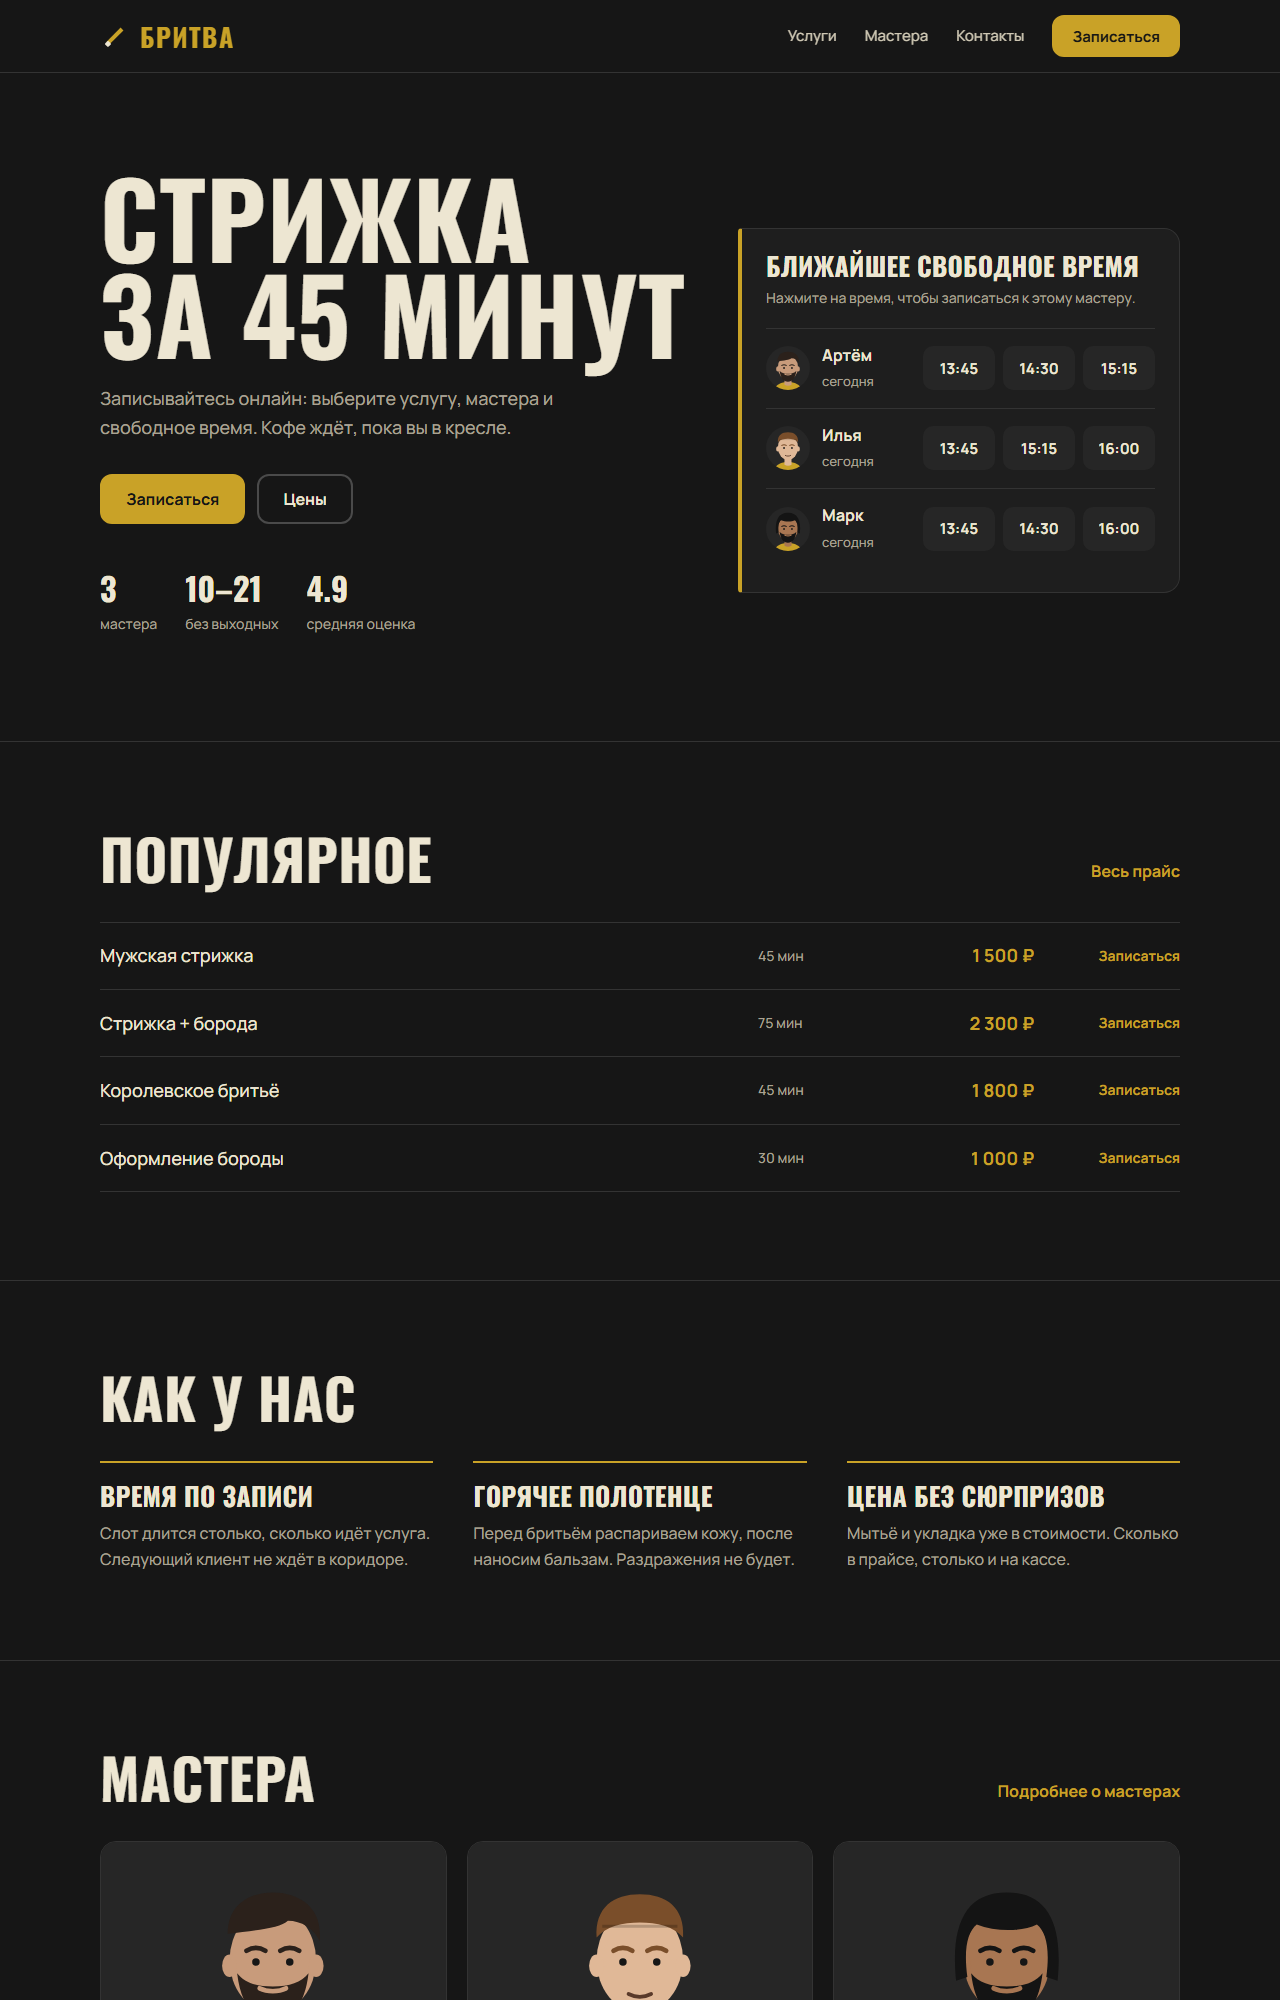 БРИТВА
Услуги Мастера Контакты Записаться
СТРИЖКА
ЗА 45 МИНУТ
Записывайтесь онлайн: выберите услугу, мастера и
свободное время. Кофе ждёт, пока вы в кресле.
Записаться Цены
3 10–21 4.9
мастера без выходных средняя оценка
БЛИЖАЙШЕЕ СВОБОДНОЕ ВРЕМЯ
Нажмите на время, чтобы записаться к этому мастеру.
Артём
сегодня
13:45 14:30 15:15
Илья
сегодня
13:45 15:15 16:00
Марк
сегодня
13:45 14:30 16:00
ПОПУЛЯРНОЕ
Весь прайс
Мужская стрижка 45 мин 1 500 ₽ Записаться
Стрижка + борода 75 мин 2 300 ₽ Записаться
Королевское бритьё 45 мин 1 800 ₽ Записаться
Оформление бороды 30 мин 1 000 ₽ Записаться
КАК У НАС
ВРЕМЯ ПО ЗАПИСИ
Слот длится столько, сколько идёт услуга.
Следующий клиент не ждёт в коридоре.
ГОРЯЧЕЕ ПОЛОТЕНЦЕ
Перед бритьём распариваем кожу, после
наносим бальзам. Раздражения не будет.
ЦЕНА БЕЗ СЮРПРИЗОВ
Мытьё и укладка уже в стоимости. Сколько
в прайсе, столько и на кассе.
МАСТЕРА
Подробнее о мастерах